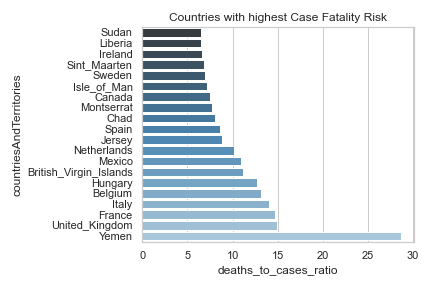 Countries with highest Case Fatality Risk
countriesAndTerritories
Sudan
Liberia
Ireland
Sint_Maarten
Sweden
Isle_of_Man
Canada
Montserrat
Chad
Spain
Jersey
Netherlands
Mexico
British_Virgin_Islands
Hungary
Belgium
Italy
France
United_Kingdom
Yemen
0 5 10 15 20 25 30
deaths_to_cases_ratio